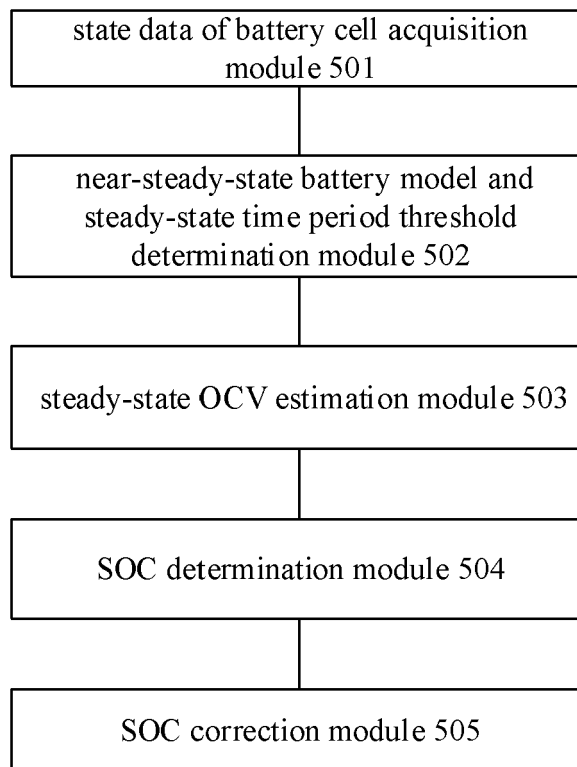 state data of battery cell acquisition
module 501
near-steady-state battery model and
steady-state time period threshold
determination module 502
steady-state OCV estimation module 503
SOC determination module 504
SOC correction module 505